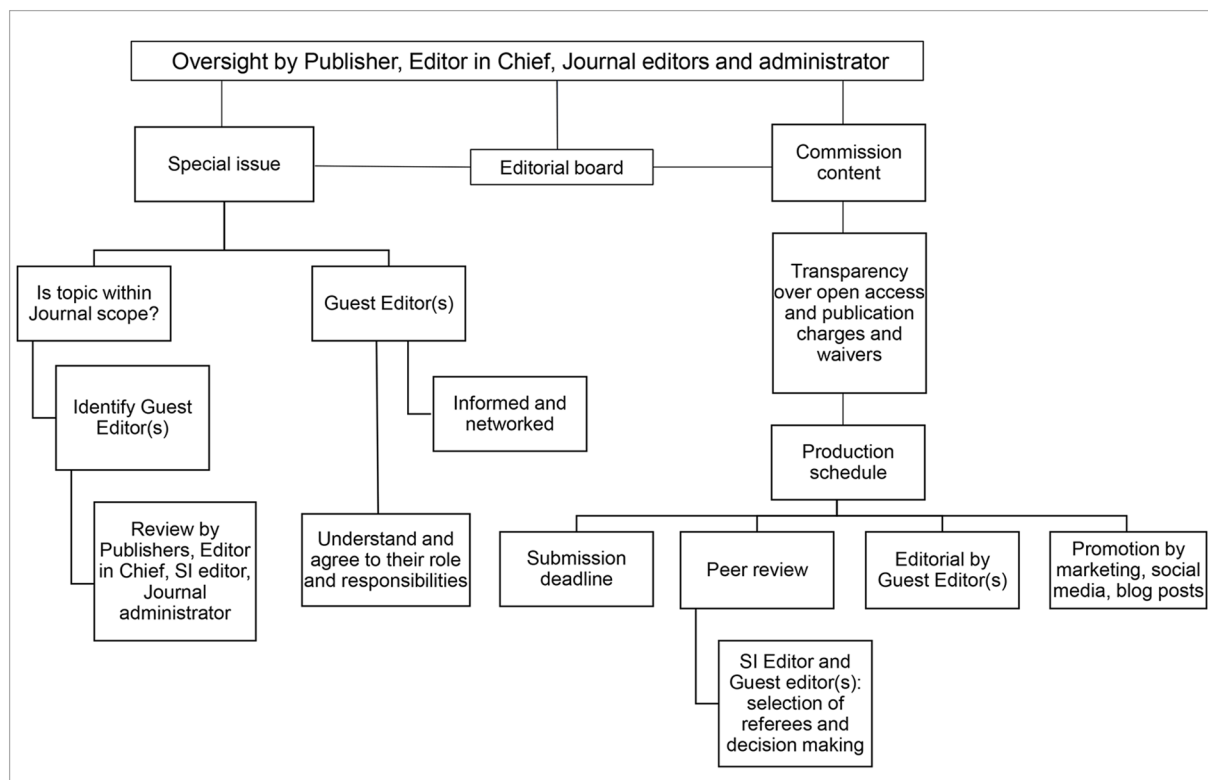 Oversight by Publisher, Editor in Chief, Journal editors and administrator
Special issue
Editorial board
Commission
content
Is topic within
Journal scope?
Guest Editor(s)
Transparency
over open access
and publication
charges and
waivers
Identify Guest
Editor(s)
Informed and
networked
Production
schedule
Review by
Publishers, Editor
in Chief, SI editor,
Journal
administrator
Understand and
agree to their role
and responsibilities
Submission
deadline
Peer review
Editorial by
Guest Editor(s)
Promotion by
marketing, social
media, blog posts
SI Editor and
Guest editor(s):
selection of
referees and
decision making